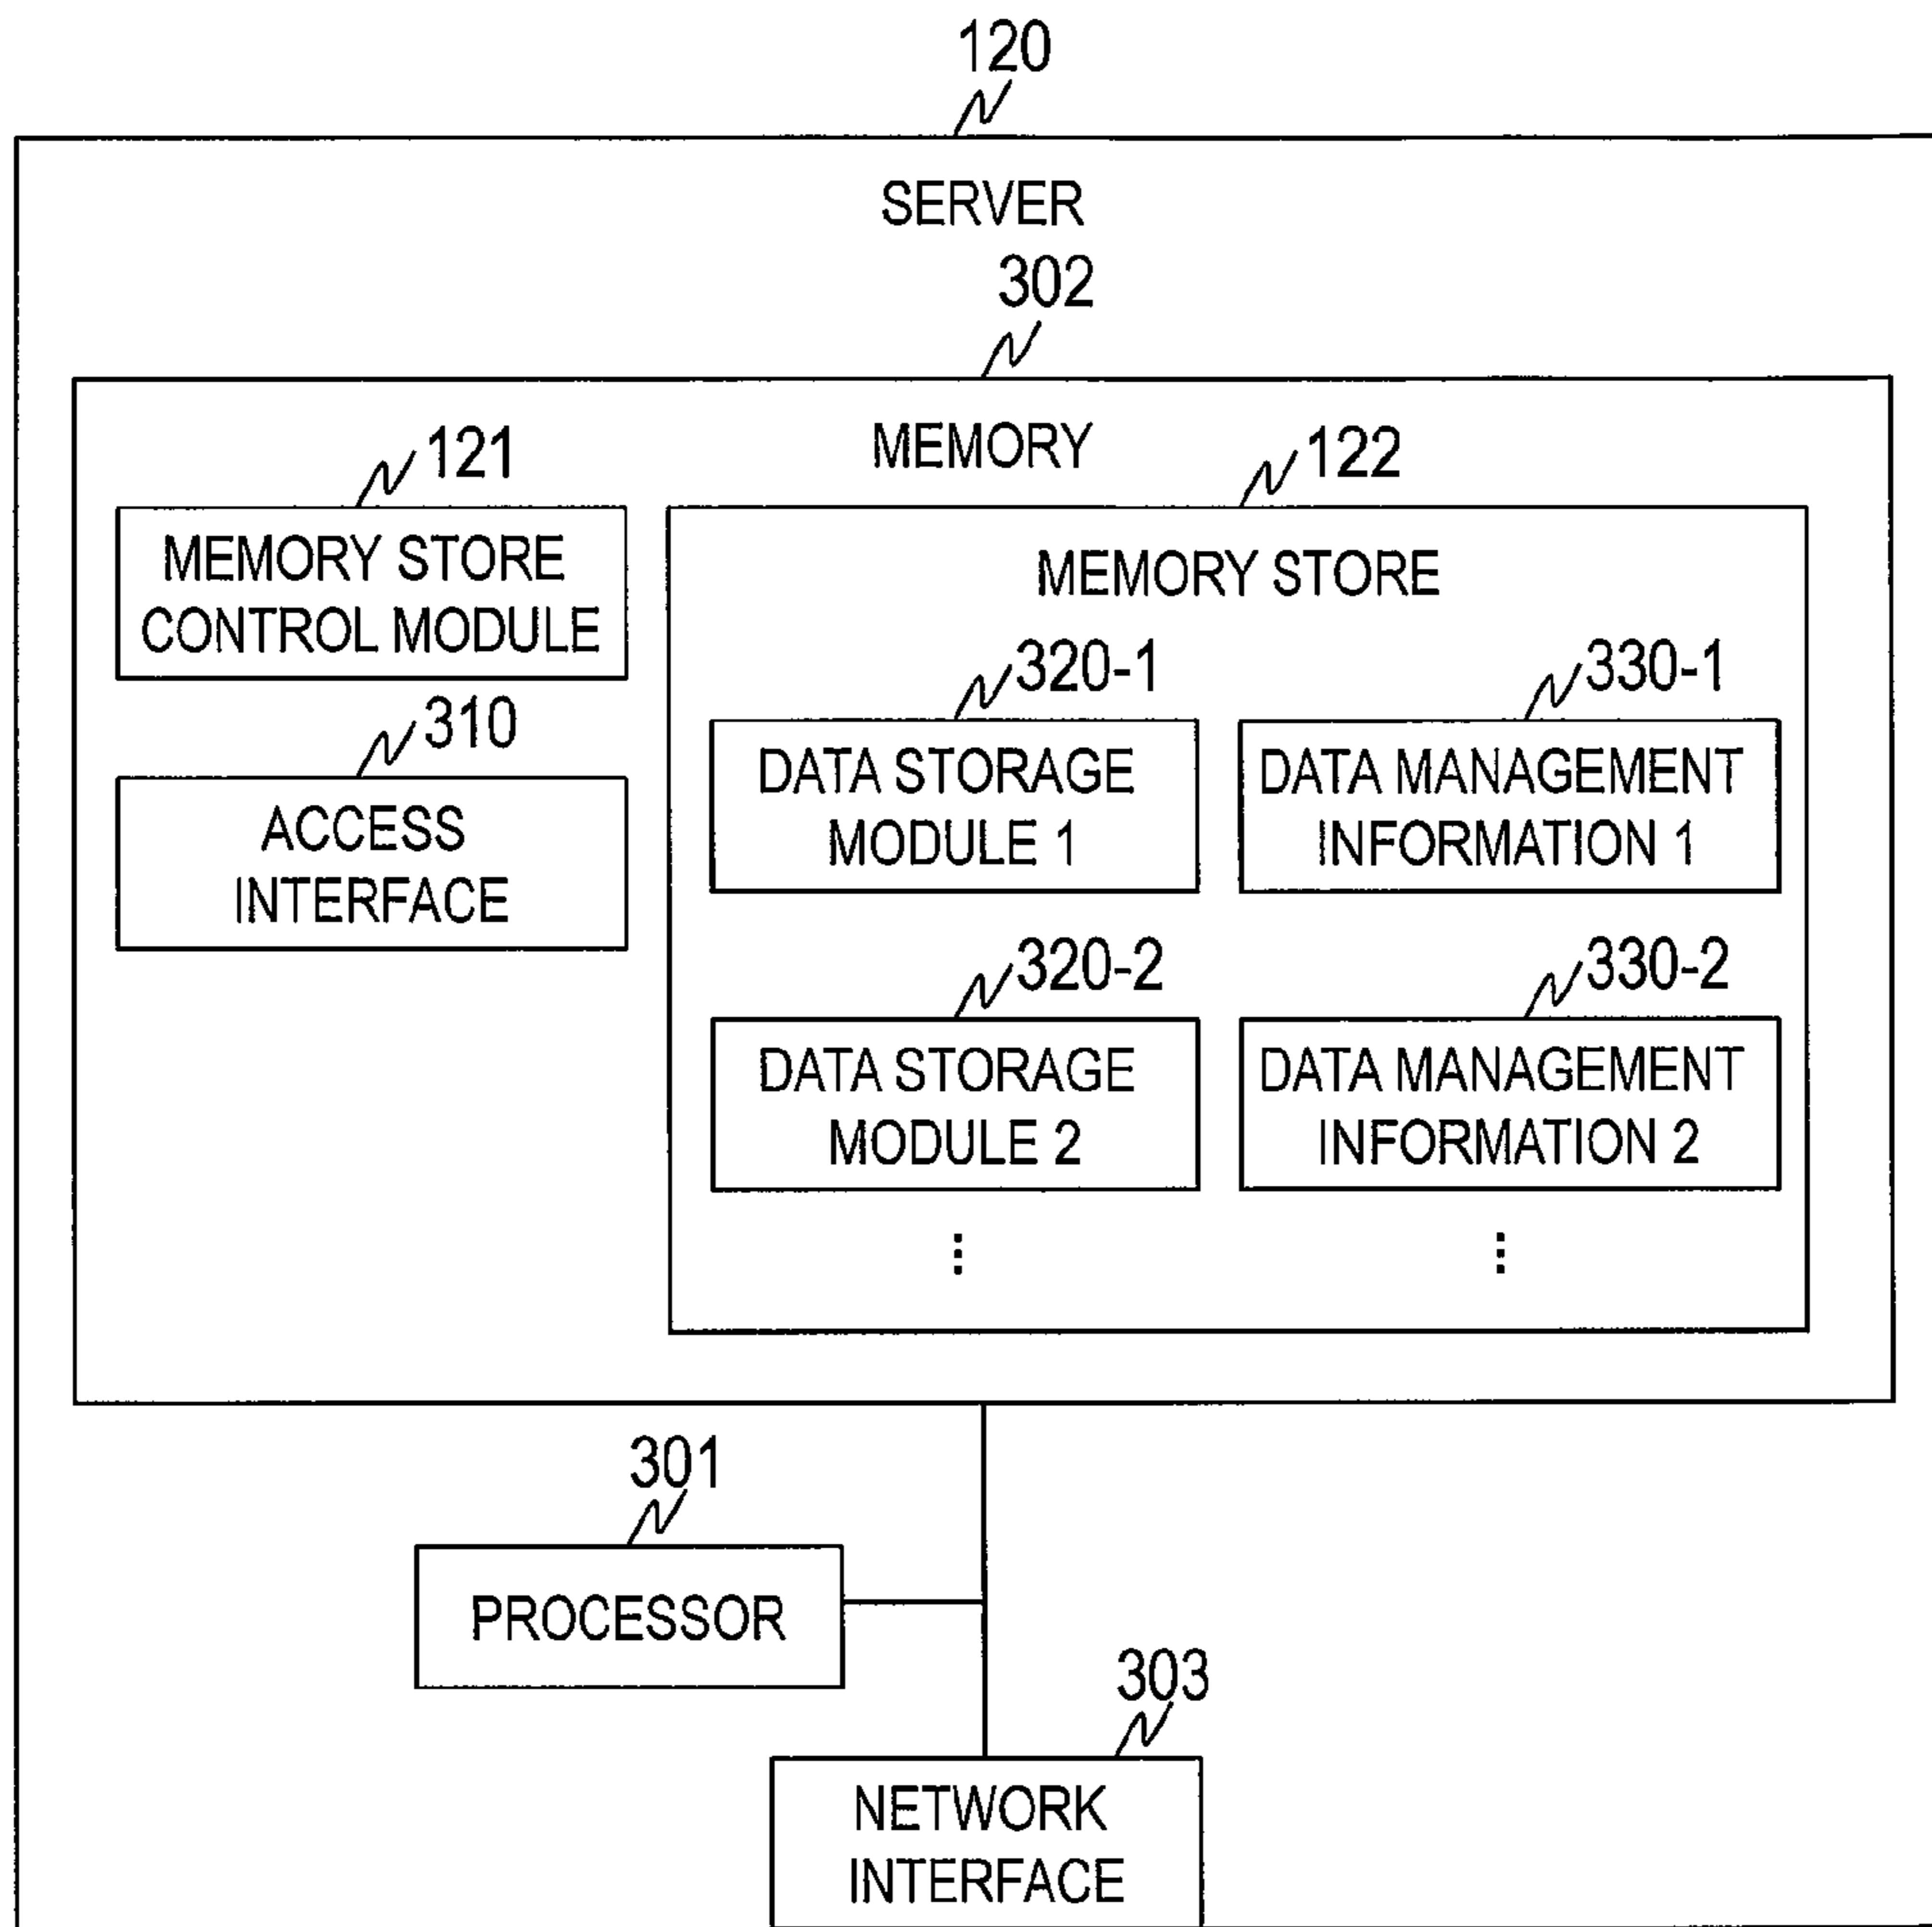 120
SERVER
302
MEMORY
121
MEMORY STORE
CONTROL MODULE
310
ACCESS
INTERFACE
122
MEMORY STORE
320-1
DATA STORAGE
MODULE 1
330-1
DATA MANAGEMENT
INFORMATION 1
320-2
DATA STORAGE
MODULE 2
330-2
DATA MANAGEMENT
INFORMATION 2
301
PROCESSOR
303
NETWORK
INTERFACE